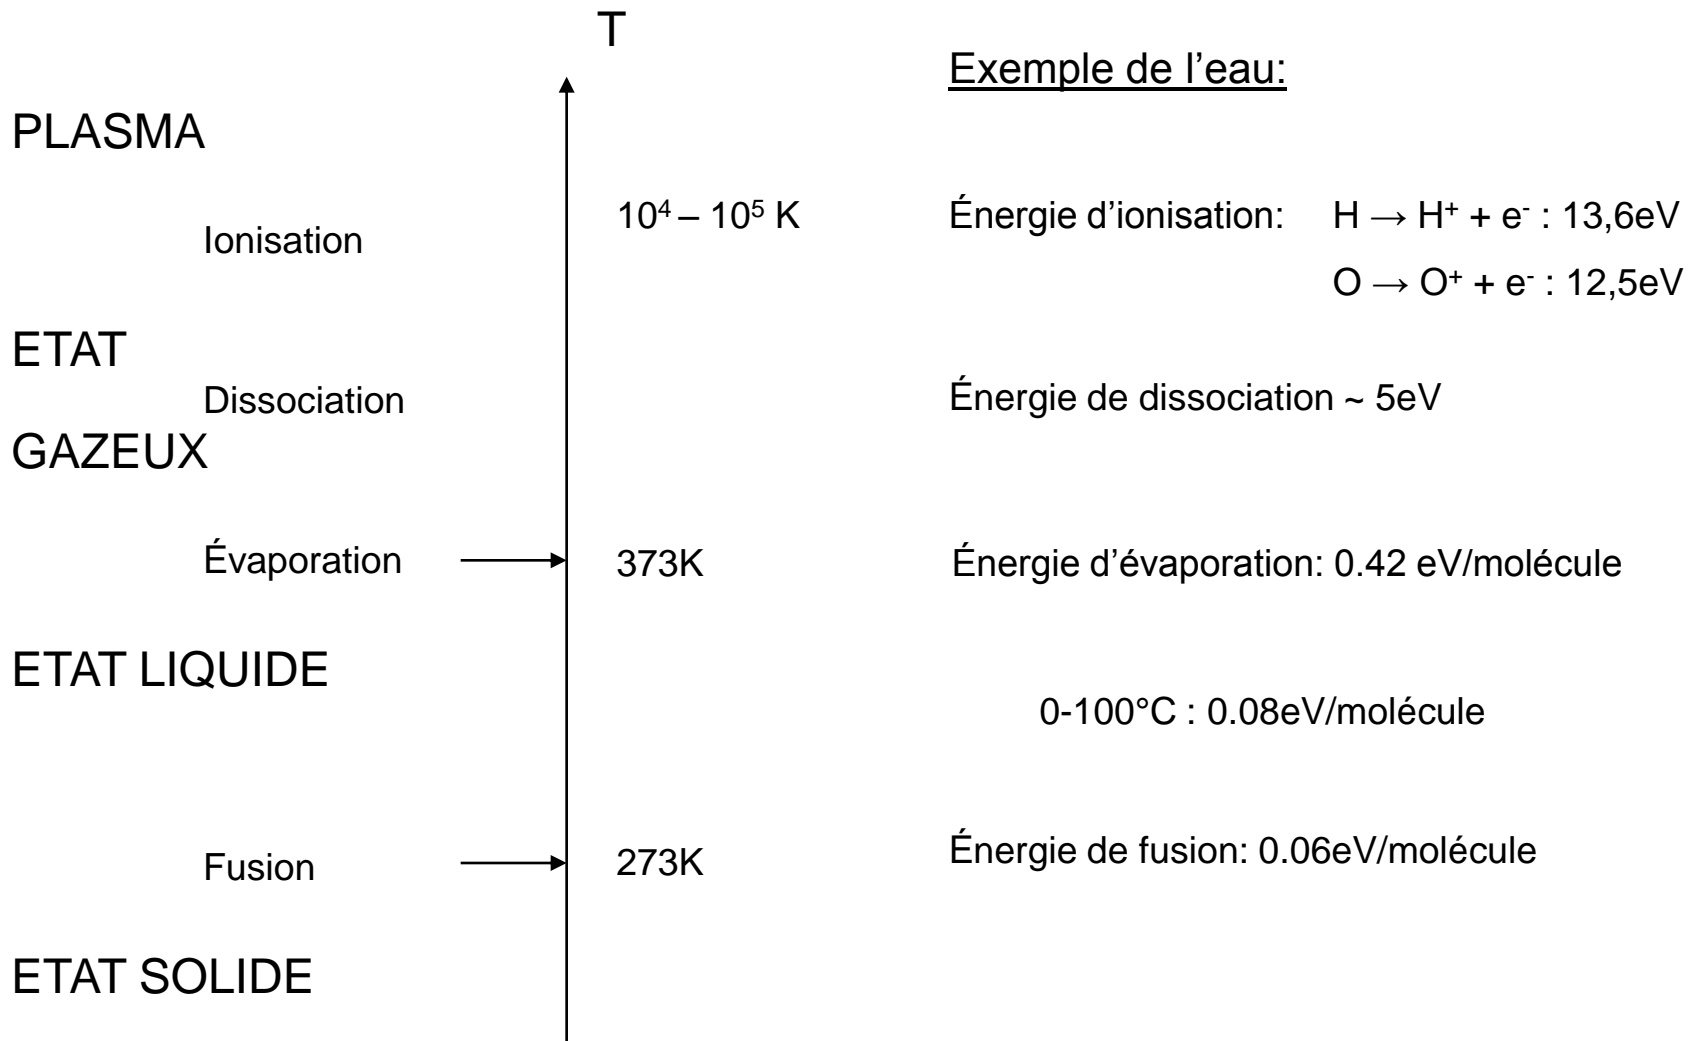 T
Exemple de l’eau:
PLASMA
Ionisation
10⁴ – 10⁵ K
Énergie d’ionisation: H → H⁺ + e⁻ : 13,6eV
O → O⁺ + e⁻ : 12,5eV
ETAT
Dissociation
Énergie de dissociation ~ 5eV
GAZEUX
Évaporation
373K
Énergie d’évaporation: 0.42 eV/molécule
ETAT LIQUIDE
0-100°C : 0.08eV/molécule
Fusion
273K
Énergie de fusion: 0.06eV/molécule
ETAT SOLIDE